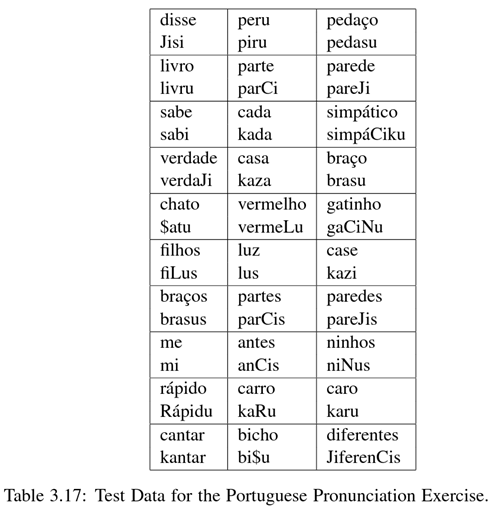 disse peru pedaço
Jisi piru pedasu
livro parte parede
livru parCi pareJi
sabe cada simpático
sabi kada simpáCiku
verdade casa braço
verdaJi kaza brasu
chato vermelho gatinho
$atu vermeLu gaCiNu
filhos luz case
fiLus lus kazi
braços partes paredes
brasus parCis pareJis
me antes ninhos
mi anCis niNus
rápido carro caro
Rápidu kaRu karu
cantar bicho diferentes
kantar bi$u JiferenCis
Table 3.17: Test Data for the Portuguese Pronunciation Exercise.